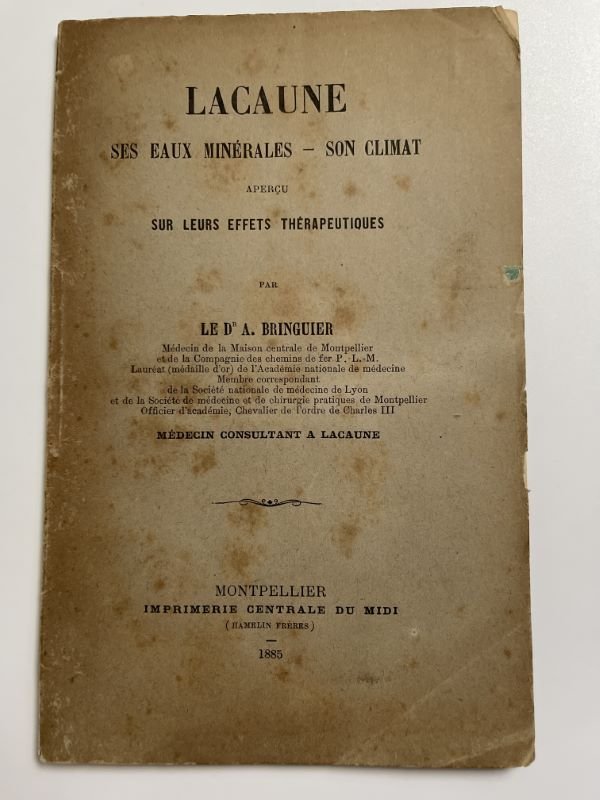 LACAUNE
SES EAUX MINÉRALES – SON CLIMAT
APERÇU
SUR LEURS EFFETS THÉRAPEUTIQUES
PAR
LE Dr A. BRINGUIER
Médecin de la Maison centrale de Montpellier
et de la Compagnie des chemins de fer P.-L.-M.
Lauréat (médaille d'or) de l'Académie nationale de médecine
Membre correspondant
de la Société nationale de médecine de Lyon
et de la Société de médecine et de chirurgie pratiques de Montpellier
Officier d'académie, Chevalier de l'ordre de Charles III
MÉDECIN CONSULTANT A LACAUNE
MONTPELLIER
IMPRIMERIE CENTRALE DU MIDI
(HAMELIN FRÈRES)
1885